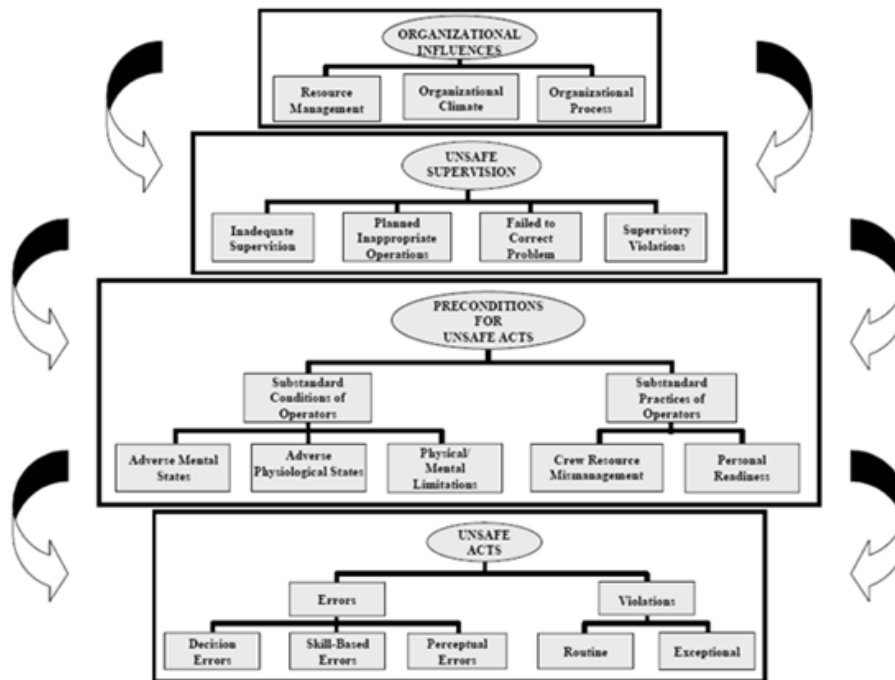 ORGANIZATIONAL
INFLUENCES
Resource
Management
Organizational
Climate
Organizational
Process
UNSAFE
SUPERVISION
Inadequate
Supervision
Planned
Inappropriate
Operations
Failed to
Correct
Problem
Supervisory
Violations
PRECONDITIONS
FOR
UNSAFE ACTS
Substandard
Conditions of
Operators
Substandard
Practices of
Operators
Adverse Mental
States
Adverse
Physiological States
Physical/
Mental
Limitations
Crew Resource
Mismanagement
Personal
Readiness
UNSAFE
ACTS
Errors
Violations
Decision
Errors
Skill-Based
Errors
Perceptual
Errors
Routine
Exceptional